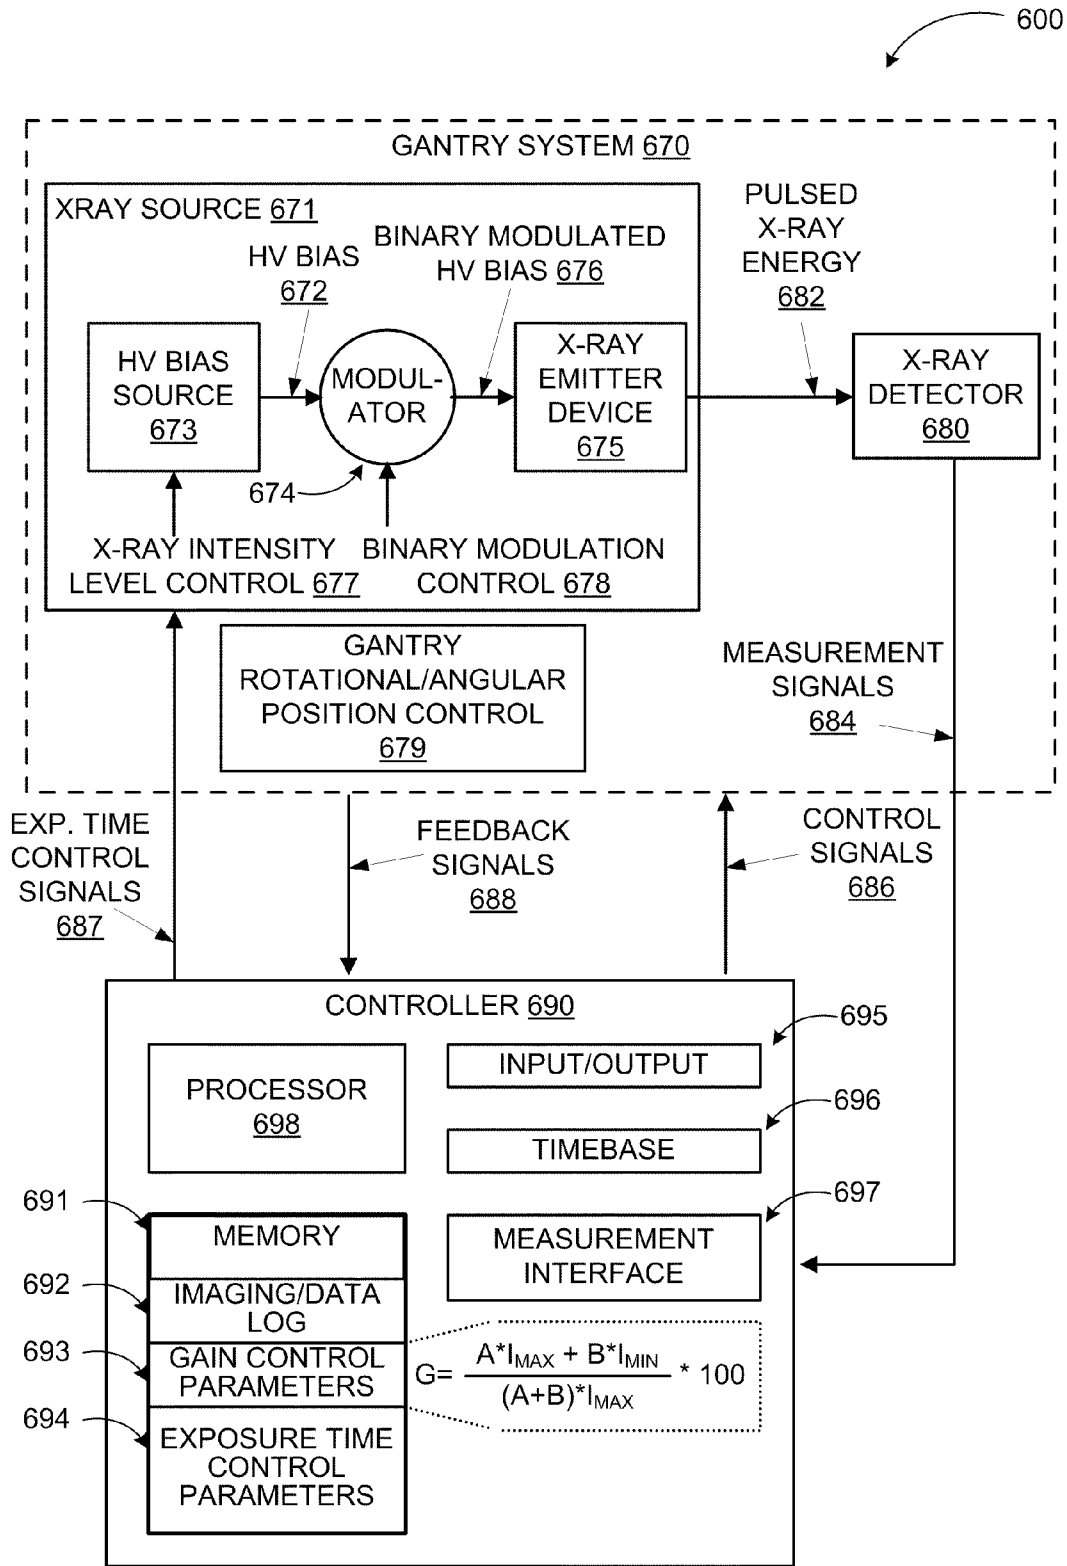 600
GANTRY SYSTEM 670
XRAY SOURCE 671
HV BIAS
672
BINARY MODULATED
HV BIAS 676
PULSED
X-RAY
ENERGY
682
HV BIAS
SOURCE
673
MODUL-
ATOR
674
X-RAY
EMITTER
DEVICE
675
X-RAY
DETECTOR
680
X-RAY INTENSITY
LEVEL CONTROL 677
BINARY MODULATION
CONTROL 678
GANTRY
ROTATIONAL/ANGULAR
POSITION CONTROL
679
MEASUREMENT
SIGNALS
684
EXP. TIME
CONTROL
SIGNALS
687
FEEDBACK
SIGNALS
688
CONTROL
SIGNALS
686
CONTROLLER 690
PROCESSOR
698
INPUT/OUTPUT
695
TIMEBASE
696
MEASUREMENT
INTERFACE
697
691
MEMORY
692
IMAGING/DATA
LOG
693
GAIN CONTROL
PARAMETERS
694
EXPOSURE TIME
CONTROL
PARAMETERS
G= A*I_MAX + B*I_MIN / (A+B)*I_MAX * 100